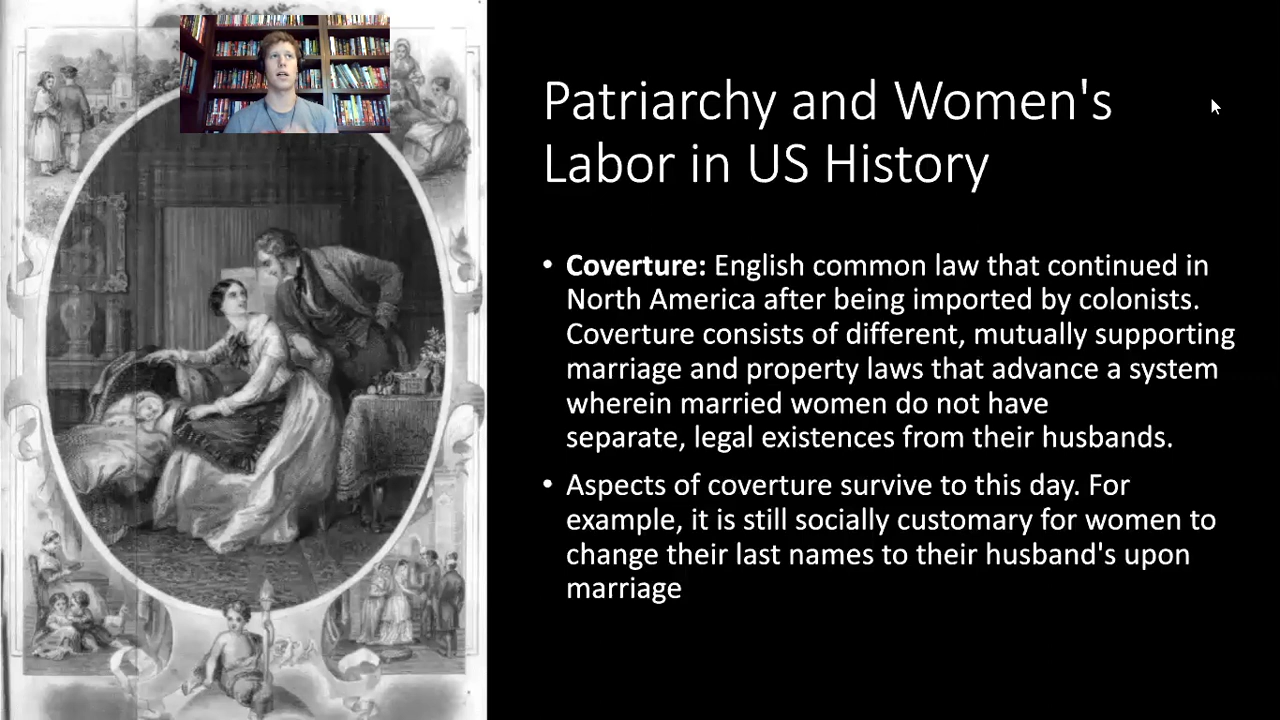 Patriarchy and Women's
Labor in US History
• Coverture: English common law that continued in
North America after being imported by colonists.
Coverture consists of different, mutually supporting
marriage and property laws that advance a system
wherein married women do not have
separate, legal existences from their husbands.
• Aspects of coverture survive to this day. For
example, it is still socially customary for women to
change their last names to their husband's upon
marriage